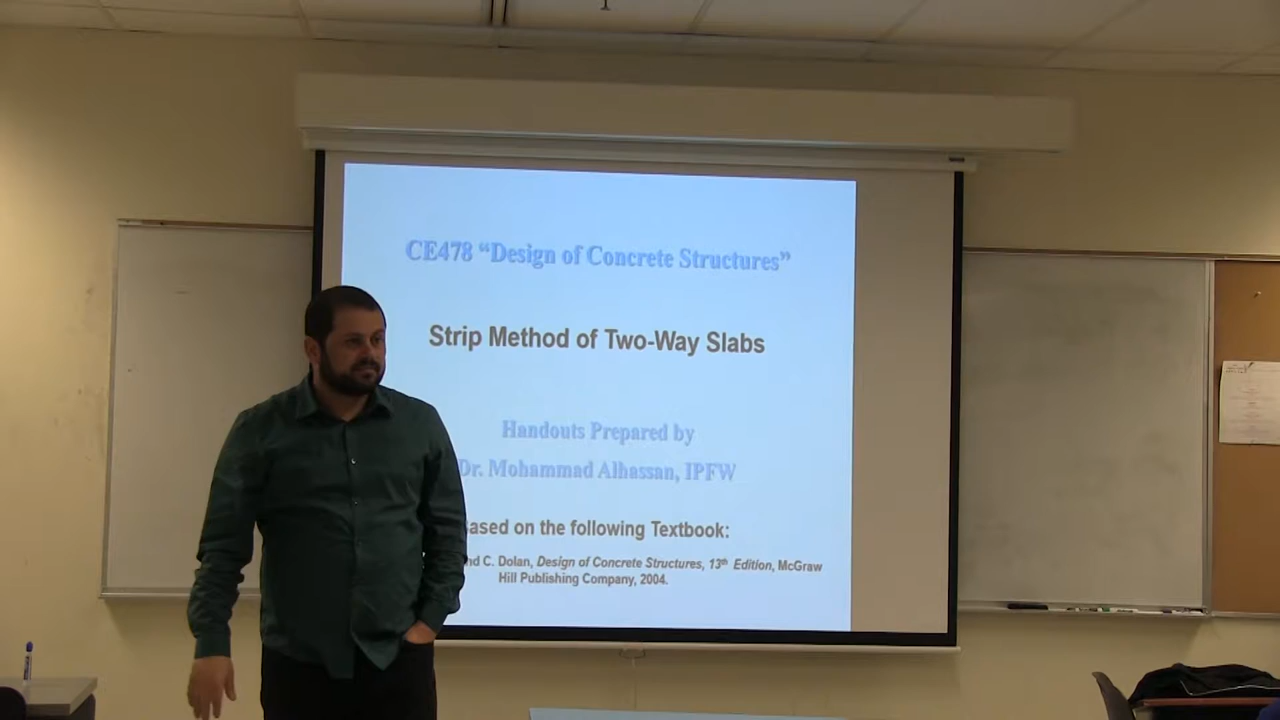 CE478 “Design of Concrete Structures”
Strip Method of Two-Way Slabs
Handouts Prepared by
Dr. Mohammad Alhassan, IPFW
ased on the following Textbook:
nd C. Dolan, Design of Concrete Structures, 13th Edition, McGraw
Hill Publishing Company, 2004.